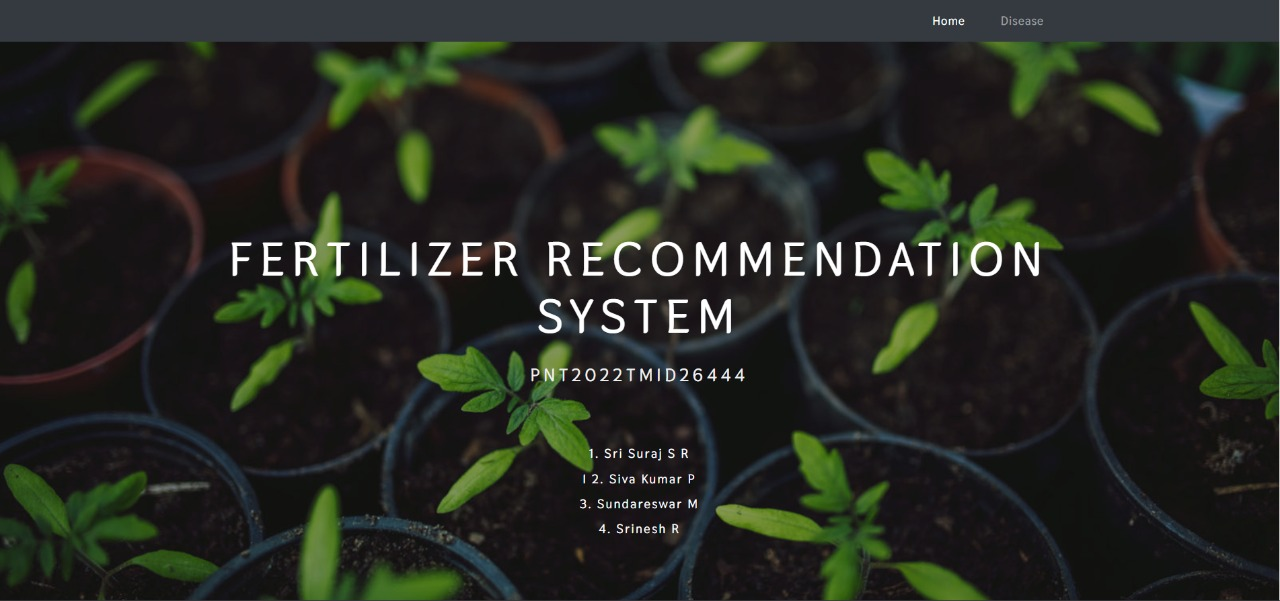 Home Disease
FERTILIZER RECOMMENDATION
SYSTEM
PNT2022TMID26444
1. Sri Suraj S R
I 2. Siva Kumar P
3. Sundareswar M
4. Srinesh R